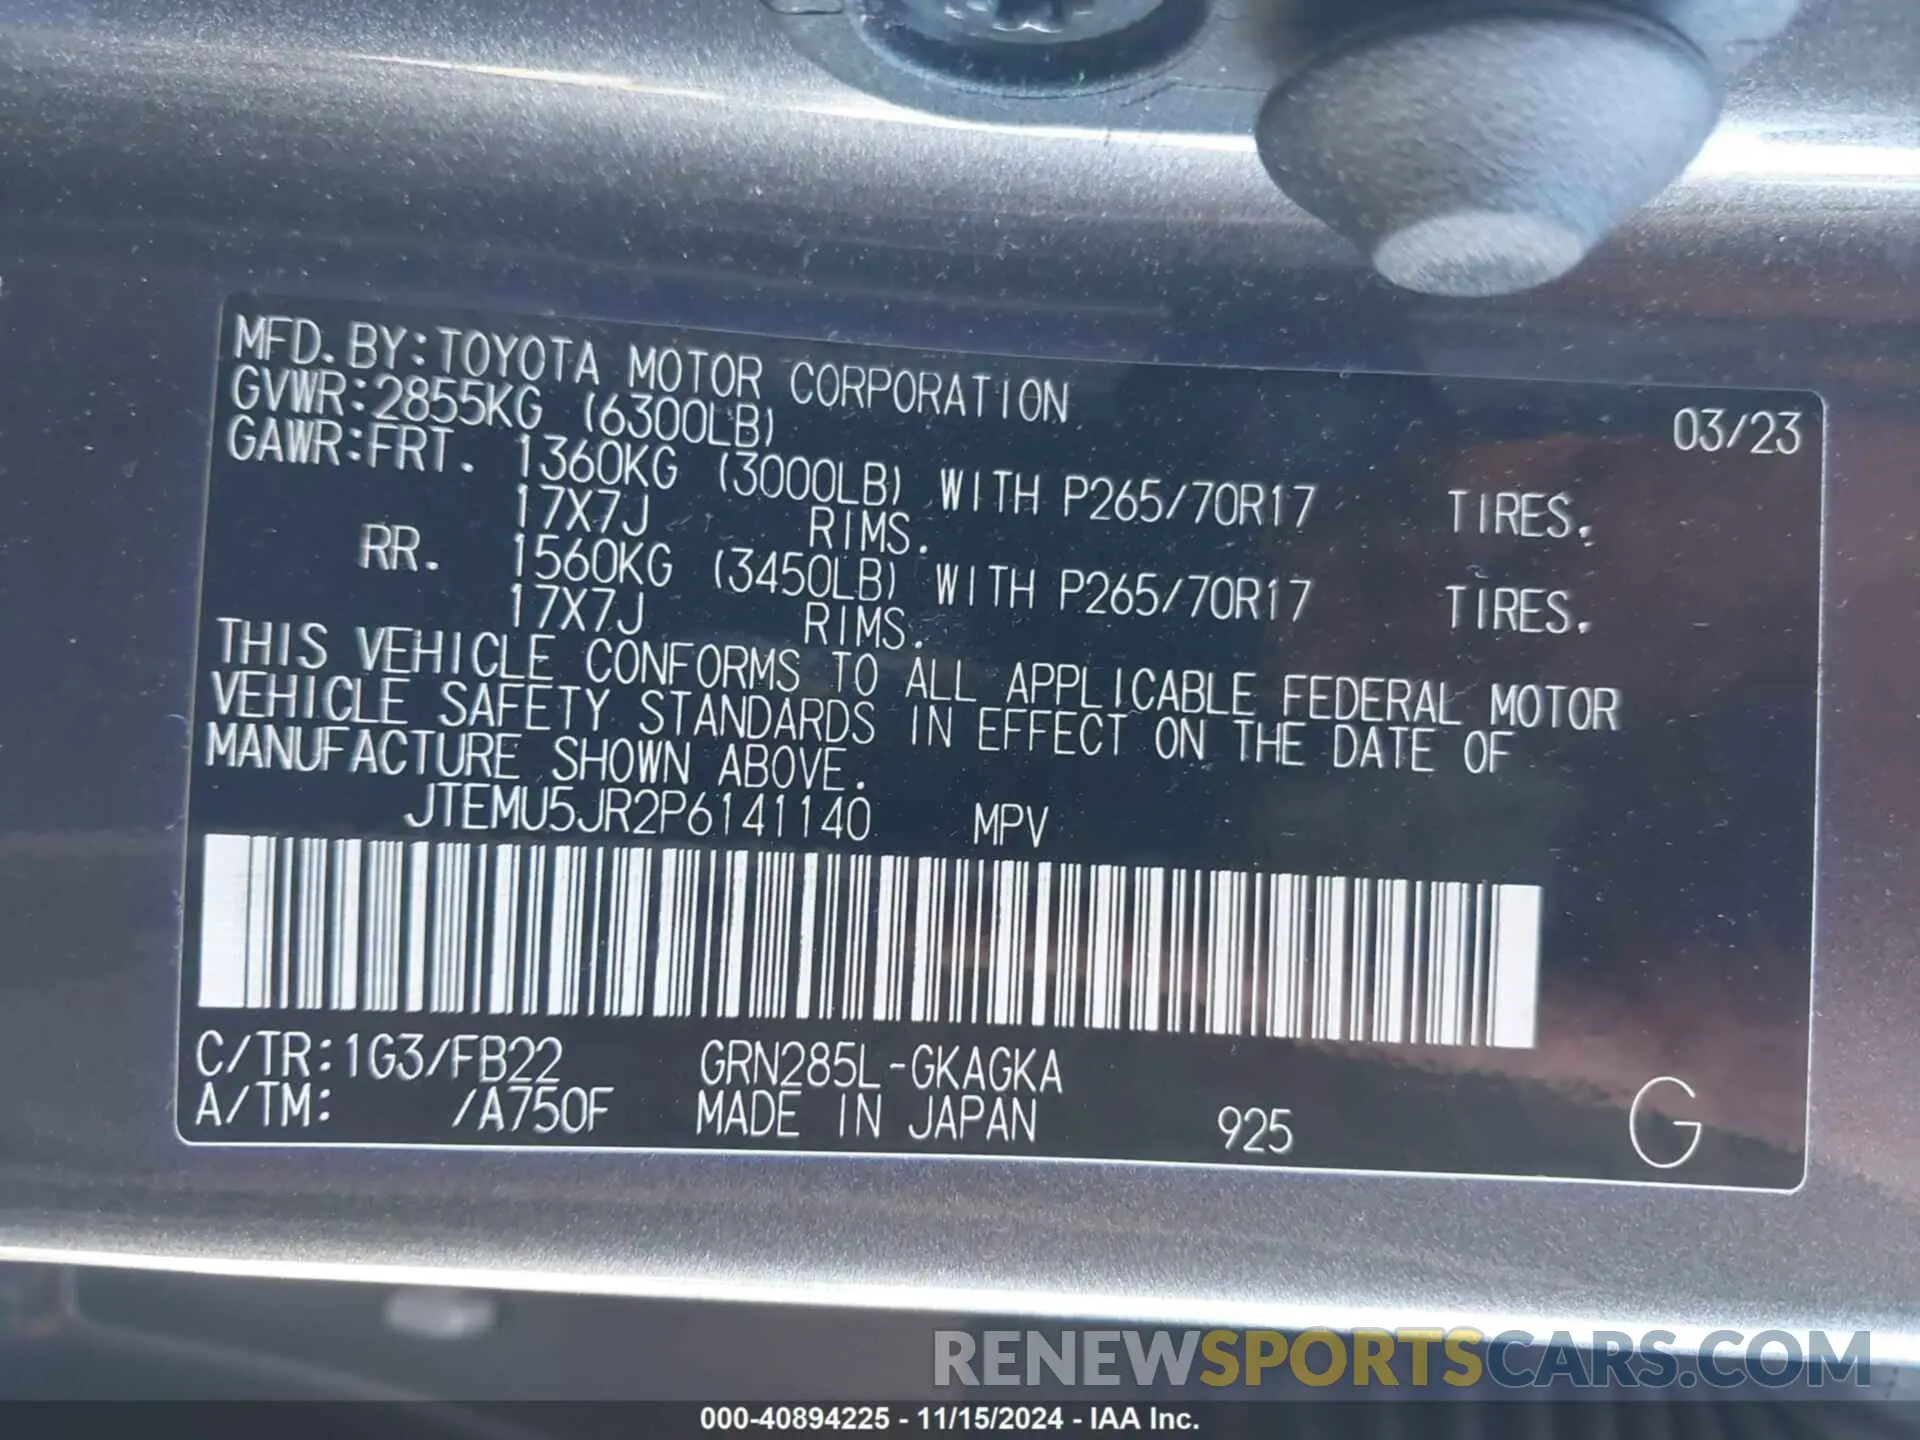 MFD. BY:TOYOTA MOTOR CORPORATION 03/23
GVWR:2855KG (6300LB)
GAWR:FRT. 1360KG (3000LB) WITH P265/70R17 TIRES.
17X7J RIMS.
RR. 1560KG (3450LB) WITH P265/70R17 TIRES.
17X7J RIMS.
THIS VEHICLE CONFORMS TO ALL APPLICABLE FEDERAL MOTOR
VEHICLE SAFETY STANDARDS IN EFFECT ON THE DATE OF
MANUFACTURE SHOWN ABOVE.
JTEMU5JR2P6141140 MPV
C/TR:1G3/FB22 GRN285L-GKAGKA
A/TM: /A750F MADE IN JAPAN 925 G
RENEWSPORTSCARS.COM
000-40894225 - 11/15/2024 - IAA Inc.